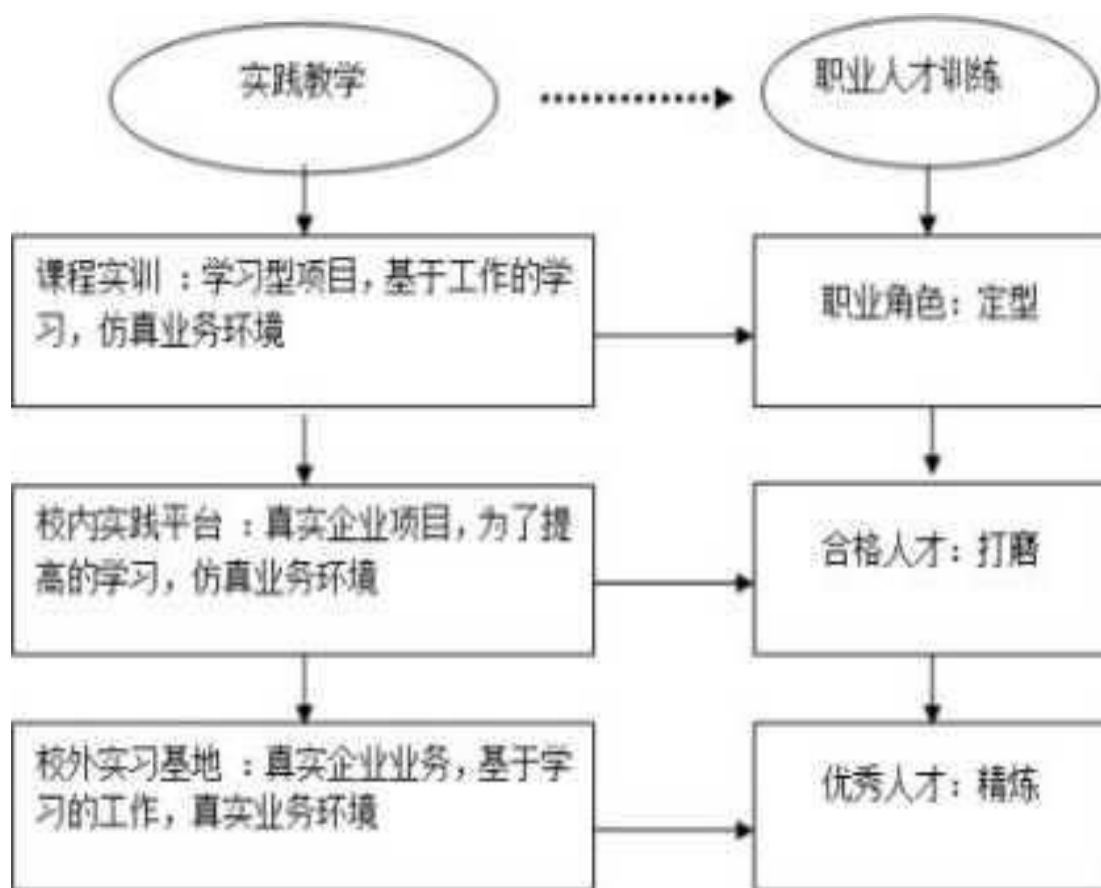 实践教学
职业人才训练
课程实训 ：学习型项目，基于工作的学
习，仿真业务环境
职业角色：定型
校内实践平台 ：真实企业项目，为了提
高的学习，仿真业务环境
合格人才：打磨
校外实习基地 ：真实企业业务，基于学
习的工作，真实业务环境
优秀人才：精炼